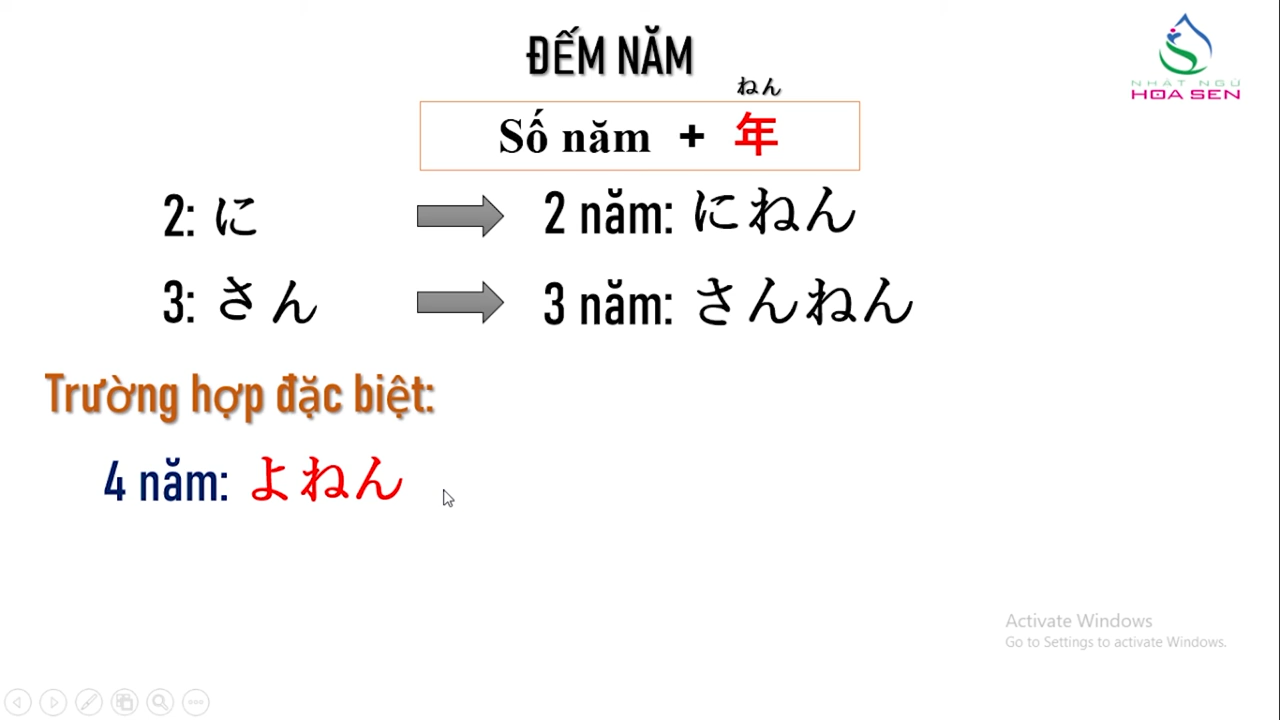 ĐẾM NĂM
NHẬT NGỮ
HOA SEN
ねん
Số năm + 年
2: に 2 năm: にねん
3: さん 3 năm: さんねん
Trường hợp đặc biệt:
4 năm: よねん
Activate Windows
Go to Settings to activate Windows.